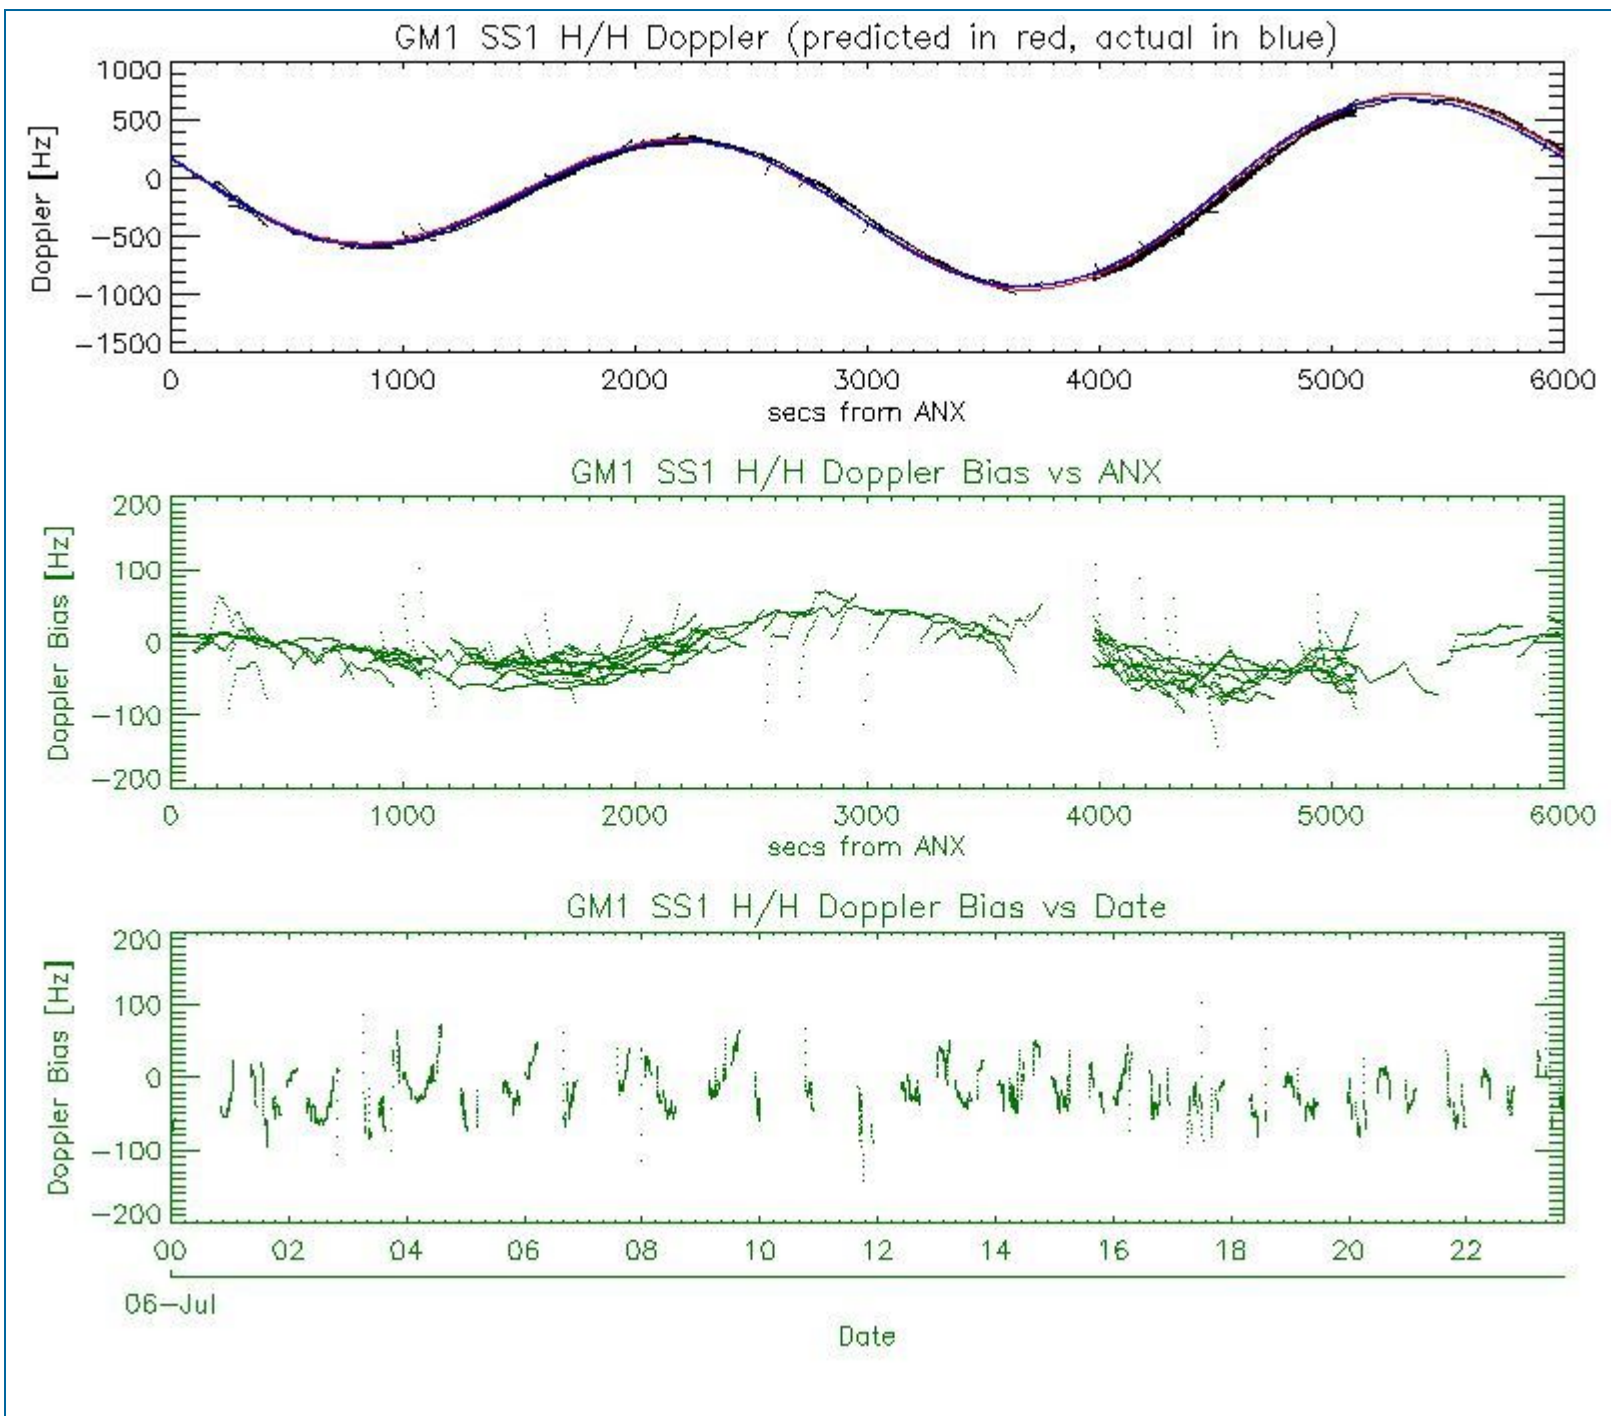 GM1 SS1 H/H Doppler (predicted in red, actual in blue)
1000
500
0
−500
−1000
−1500
Doppler [Hz]
0 1000 2000 3000 4000 5000 6000
secs from ANX
GM1 SS1 H/H Doppler Bias vs ANX
200
100
0
−100
−200
Doppler Bias [Hz]
0 1000 2000 3000 4000 5000 6000
secs from ANX
GM1 SS1 H/H Doppler Bias vs Date
200
100
0
−100
−200
Doppler Bias [Hz]
00 02 04 06 08 10 12 14 16 18 20 22
06−Jul
Date